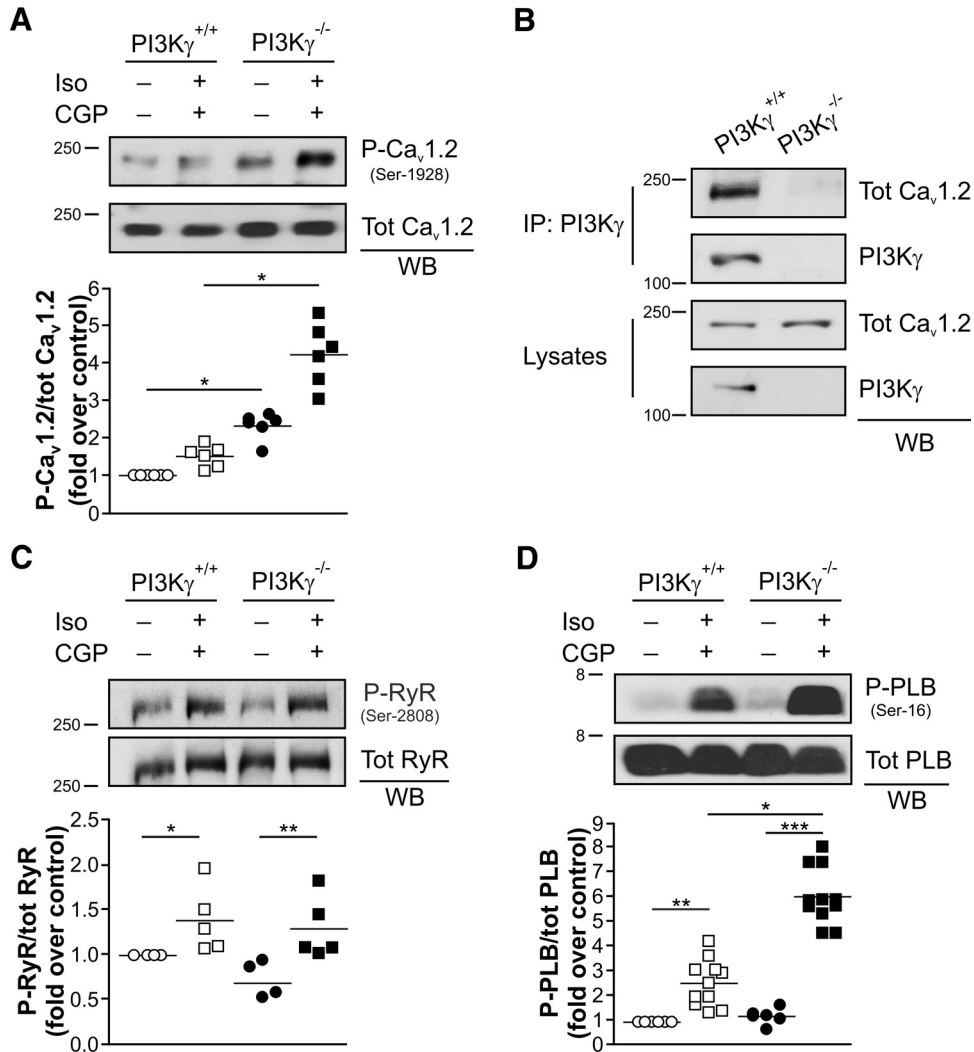 A
PI3Kγ+/+ PI3Kγ-/-
Iso – + – +
CGP – + – +
250
P-Cav1.2
(Ser-1928)
250
Tot Cav1.2
WB
P-Cav1.2/tot Cav1.2
(fold over control)
6
5
4
3
2
1
0
*
*
B
PI3Kγ+/+ PI3Kγ-/-
IP: PI3Kγ
250
Tot Cav1.2
PI3Kγ
100
Lysates
250
Tot Cav1.2
PI3Kγ
100
WB
C
PI3Kγ+/+ PI3Kγ-/-
Iso – + – +
CGP – + – +
P-RyR
(Ser-2808)
250
Tot RyR
250
WB
P-RyR/tot RyR
(fold over control)
2.5
2.0
1.5
1.0
0.5
0
* **
D
PI3Kγ+/+ PI3Kγ-/-
Iso – + – +
CGP – + – +
8
P-PLB
(Ser-16)
8
Tot PLB
WB
P-PLB/tot PLB
(fold over control)
9
8
7
6
5
4
3
2
1
0
*
***
**